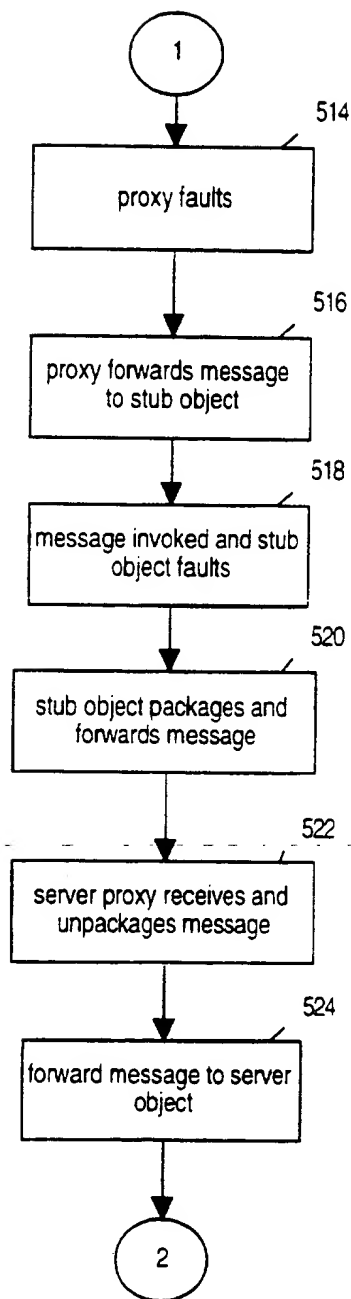 1
514
proxy faults
516
proxy forwards message
to stub object
518
message invoked and stub
object faults
520
stub object packages and
forwards message
522
server proxy receives and
unpackages message
524
forward message to server
object
2